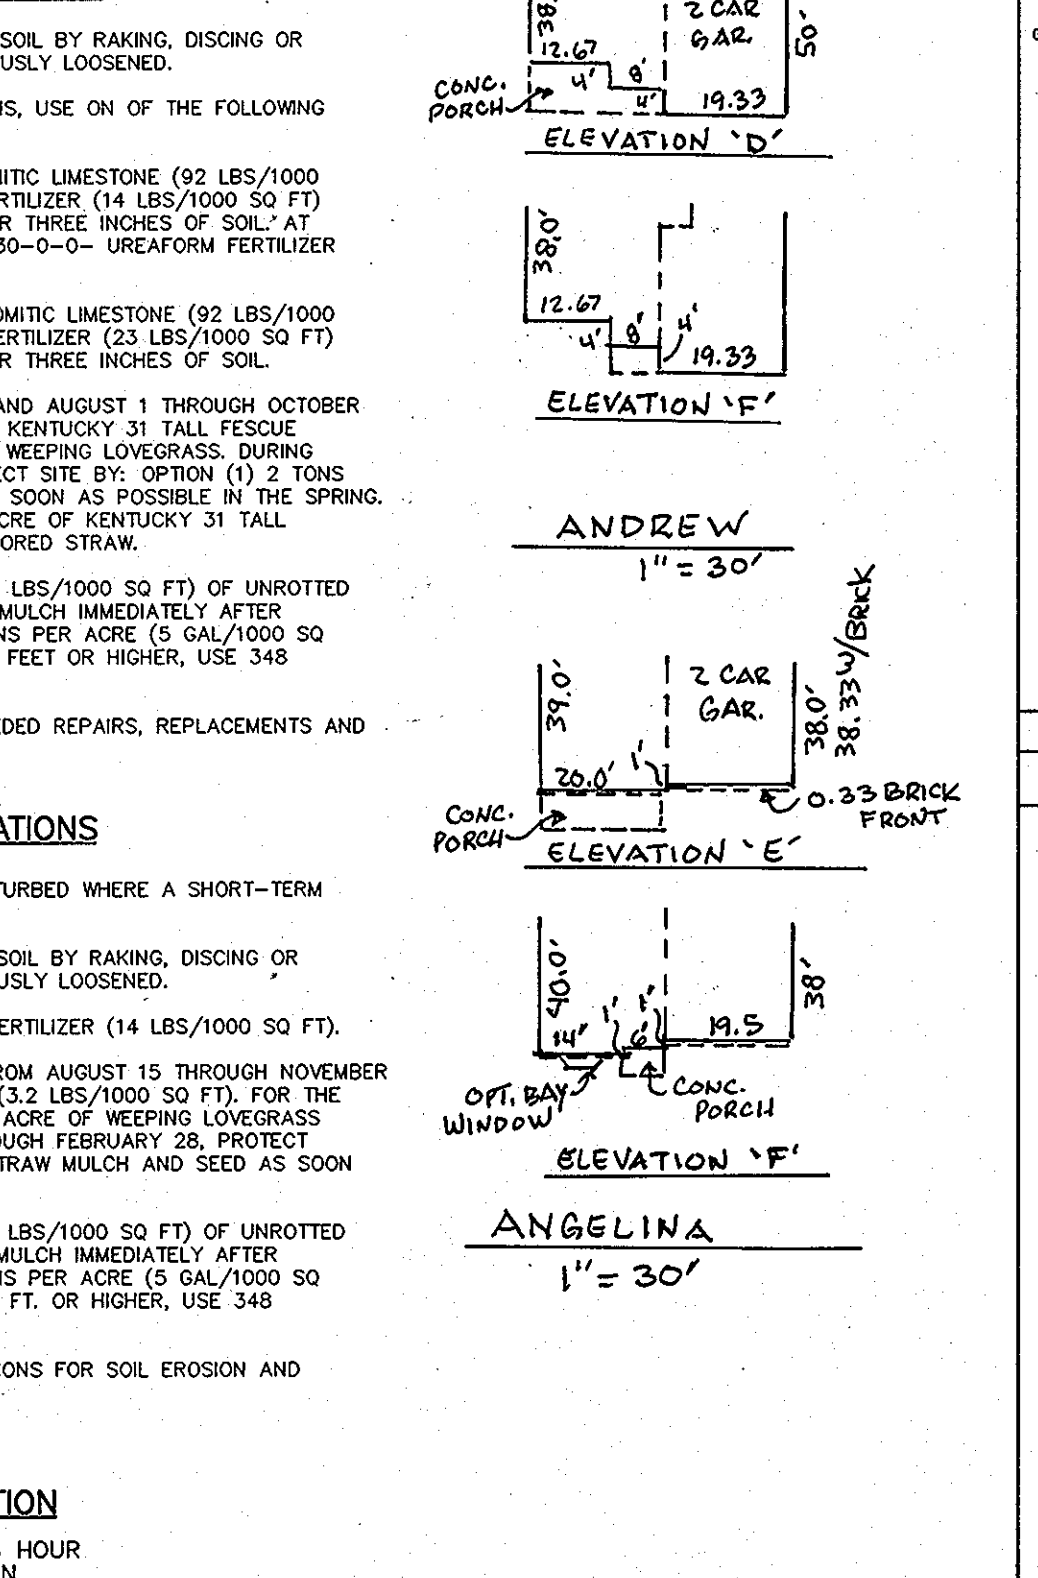 SOIL BY RAKING, DISCING OR
USLY LOOSENED.
IS, USE ON OF THE FOLLOWING
MITIC LIMESTONE (92 LBS/1000
RTILIZER (14 LBS/1000 SQ FT)
R THREE INCHES OF SOIL. AT
30-0-0- UREAFORM FERTILIZER
OMITIC LIMESTONE (92 LBS/1000
FERTILIZER (23 LBS/1000 SQ FT)
R THREE INCHES OF SOIL.
AND AUGUST 1 THROUGH OCTOBER
KENTUCKY 31 TALL FESCUE
WEEPING LOVEGRASS. DURING
ECT SITE BY: OPTION (1) 2 TONS
SOON AS POSSIBLE IN THE SPRING.
CRE OF KENTUCKY 31 TALL
ORED STRAW.
LBS/1000 SQ FT) OF UNROTTED
MULCH IMMEDIATELY AFTER
NS PER ACRE (5 GAL/1000 SQ
FEET OR HIGHER, USE 348
EDED REPAIRS, REPLACEMENTS AND
ATIONS
TURBED WHERE A SHORT-TERM
SOIL BY RAKING, DISCING OR
USLY LOOSENED.
ERTILIZER (14 LBS/1000 SQ FT).
ROM AUGUST 15 THROUGH NOVEMBER
(3.2 LBS/1000 SQ FT). FOR THE
ACRE OF WEEPING LOVEGRASS
OUGH FEBRUARY 28, PROTECT
TRAW MULCH AND SEED AS SOON
LBS/1000 SQ FT) OF UNROTTED
MULCH IMMEDIATELY AFTER
NS PER ACRE (5 GAL/1000 SQ
FT. OR HIGHER, USE 348
IONS FOR SOIL EROSION AND
TION
HOUR
N
38.
2 CAR
GAR.
50'
12.67
4'
8'
4'
19.33
CONC.
PORCH
ELEVATION 'D'
38.0'
12.67
4'
8'
4'
19.33
ELEVATION 'F'
ANDREW
1" = 30'
39.0'
2 CAR
GAR.
38.0'
38.33 W/BRICK
20.0'
1'
0.33 BRICK
FRONT
CONC.
PORCH
ELEVATION 'E'
40.0'
14"
1'
6'
1'
19.5
38'
OPT. BAY
WINDOW
CONC.
PORCH
ELEVATION 'F'
ANGELINA
1" = 30'